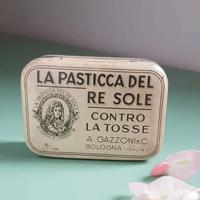 LA PASTICCA DEL
RE SOLE
CONTRO
LA TOSSE
A. GAZZONI & C.
BOLOGNA (ITALIA)